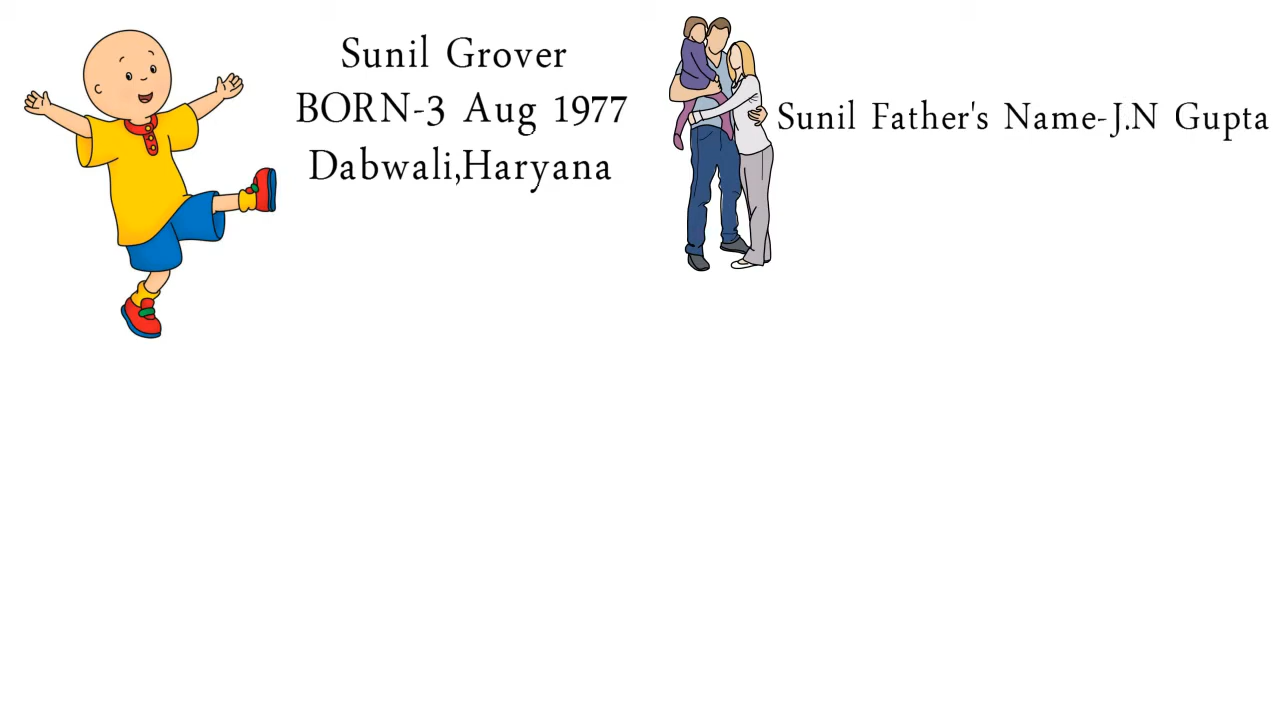 Sunil Grover
BORN-3 Aug 1977
Dabwali,Haryana
Sunil Father's Name-J.N Gupta